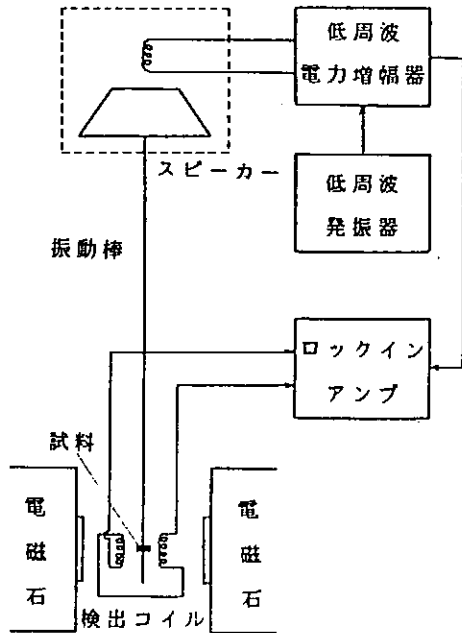 低周波
電力増幅器
スピーカー
低周波
発振器
振動棒
ロックイン
アンプ
試料
電磁石
電磁石
検出コイル